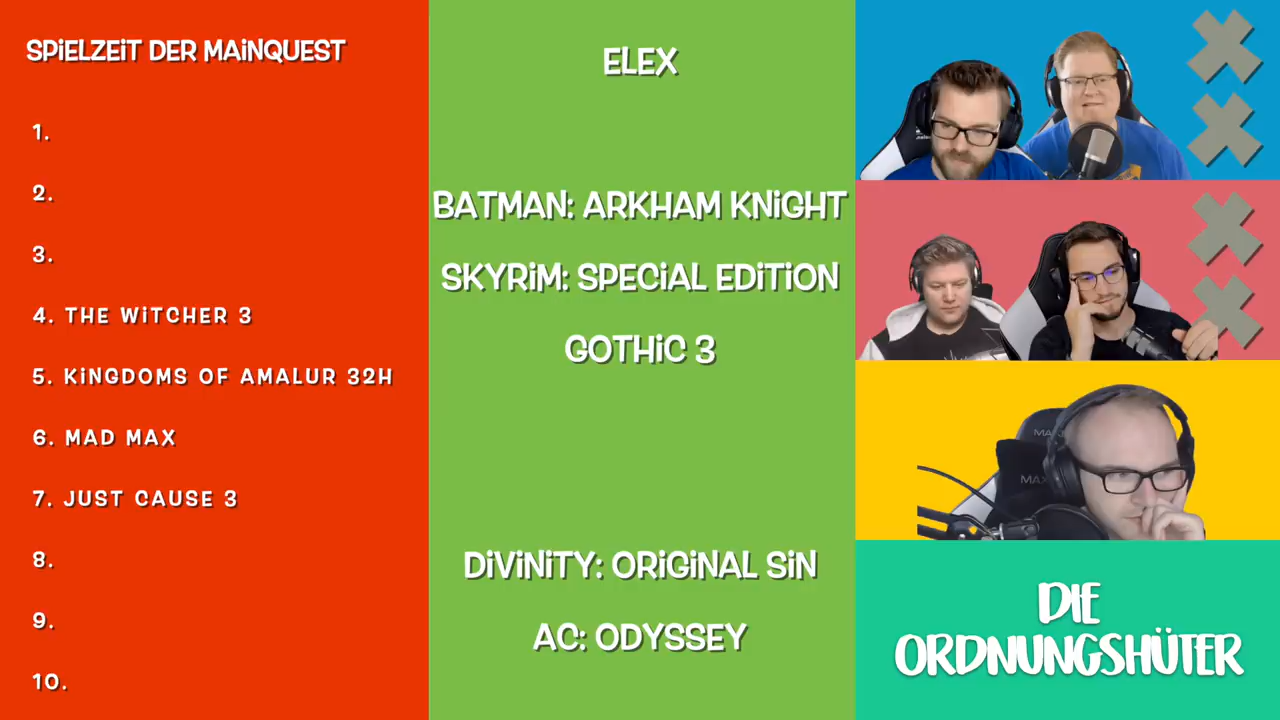 SPiELZEiT DER MAiNQUEST
1.
2.
3.
4. THE WiTCHER 3
5. KiNGDOMS OF AMALUR 32H
6. MAD MAX
7. JUST CAUSE 3
8.
9.
10.
ELEX
BATMAN: ARKHAM KNiGHT
SKYRiM: SPECiAL EDiTiON
GOTHiC 3
DiViNiTY: ORiGiNAL SiN
AC: ODYSSEY
DIE
ORDNUNGSHÜTER